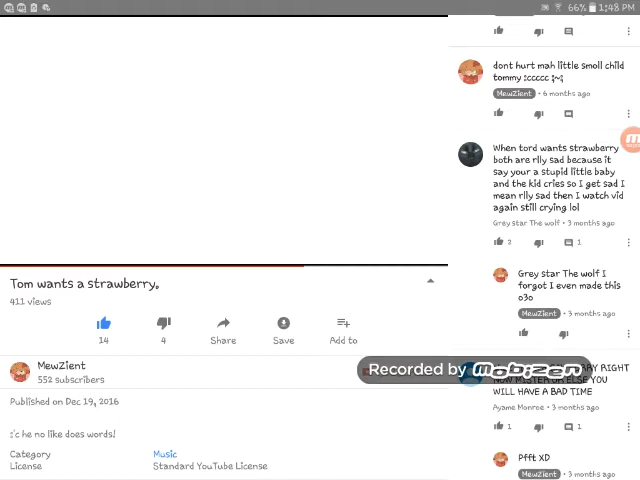 66% 1:48 PM
dont hurt mah little smoll child
tommy :ccccc ;~;
MewZient • 6 months ago
When tord wants strawberry
both are rlly sad because it
say your a stupid little baby
and the kid cries so I get sad I
mean rlly sad then I watch vid
again still crying lol
Grey star The wolf • 3 months ago
2 1
Grey star The wolf I
forgot I even made this
o3o
MewZient • 3 months ago
RIGHT
MISTER OR ELSE YOU
WILL HAVE A BAD TIME
Ayame Monroe • 3 months ago
1 1
Pfft XD
MewZient • 3 months ago
Tom wants a strawberry.
411 views
14 4 Share Save Add to
MewZient
552 subscribers
Recorded by Mobizen
Published on Dec 19, 2016
:'c he no like does words!
Category Music
License Standard YouTube License